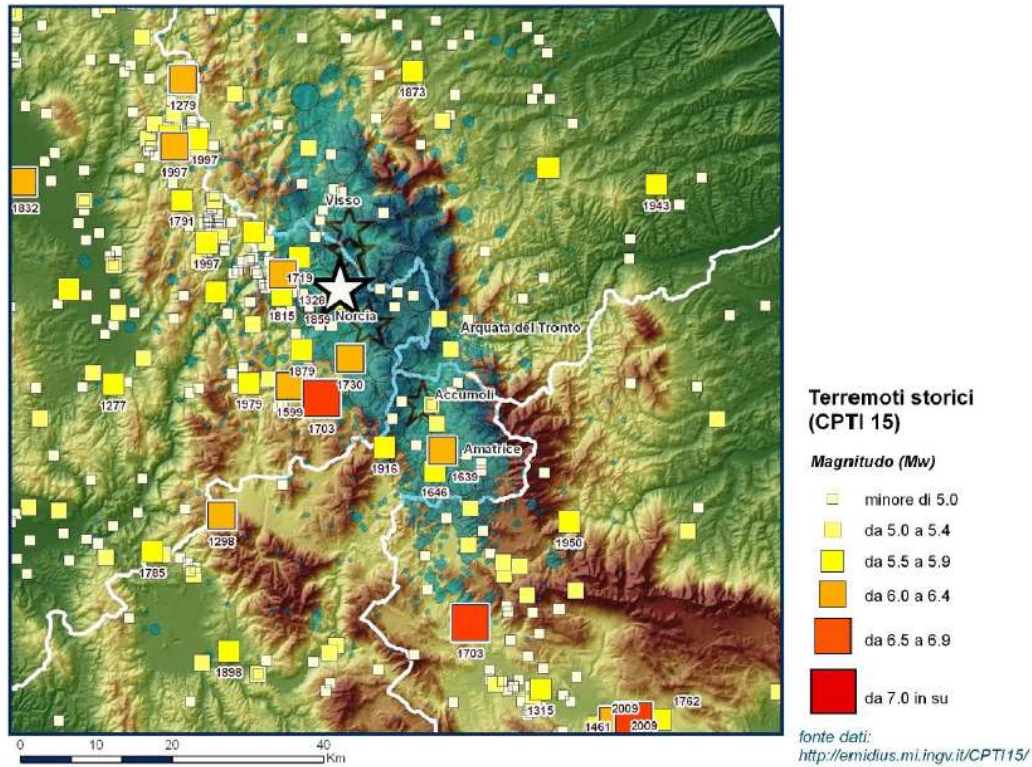 1873
1279
1997
1997
1832
Visso
1943
1791
1997
1719
1328
1815
1859
Norcia
Arquata del Tronto
1879
1730
1277
1979
1599
Accumoli
1703
1916
Amatrice
1639
1646
1298
1950
1785
1703
1898
1315
2009
1762
1461
2009
0
10
20
40
Km
Terremoti storici
(CPTI 15)
Magnitudo (Mw)
minore di 5.0
da 5.0 a 5.4
da 5.5 a 5.9
da 6.0 a 6.4
da 6.5 a 6.9
da 7.0 in su
fonte dati:
http://emidius.mi.ingv.it/CPTI15/